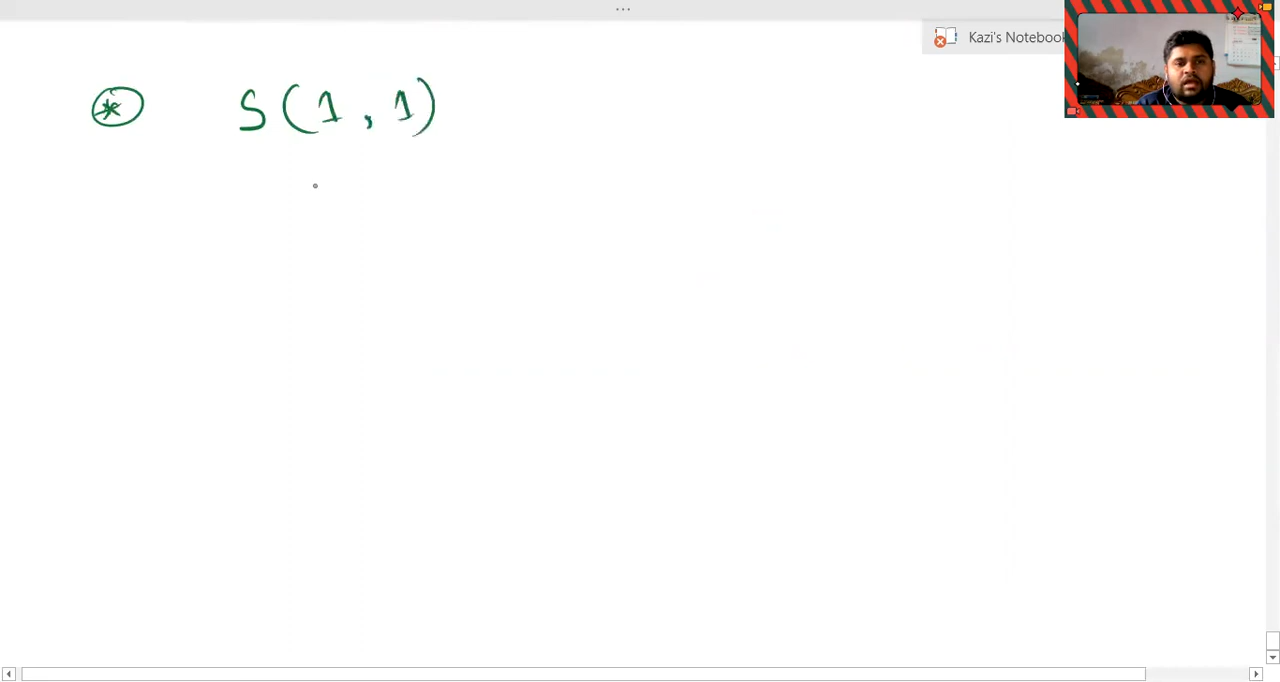 Kazi's Notebook
⊛ S(1, 1)